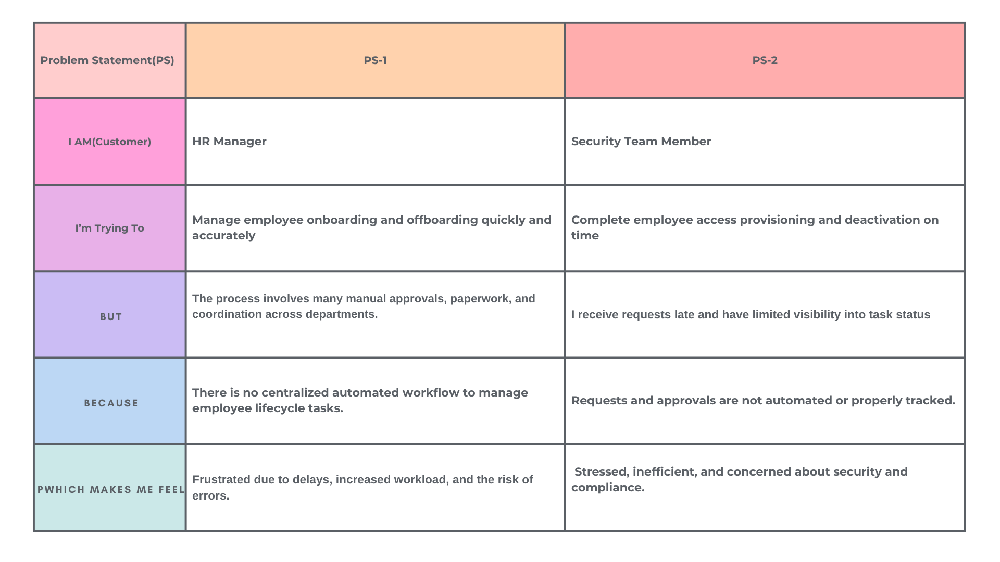 Problem Statement(PS)
PS-1
PS-2
I AM(Customer)
HR Manager
Security Team Member
I’m Trying To
Manage employee onboarding and offboarding quickly and
accurately
Complete employee access provisioning and deactivation on
time
BUT
The process involves many manual approvals, paperwork, and
coordination across departments.
I receive requests late and have limited visibility into task status
BECAUSE
There is no centralized automated workflow to manage
employee lifecycle tasks.
Requests and approvals are not automated or properly tracked.
PWHICH MAKES ME FEEL
Frustrated due to delays, increased workload, and the risk of
errors.
Stressed, inefficient, and concerned about security and
compliance.